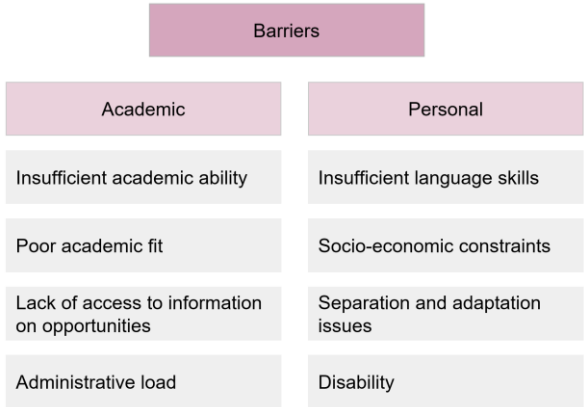 Barriers
Academic
Personal
Insufficient academic ability
Insufficient language skills
Poor academic fit
Socio-economic constraints
Lack of access to information
on opportunities
Separation and adaptation
issues
Administrative load
Disability